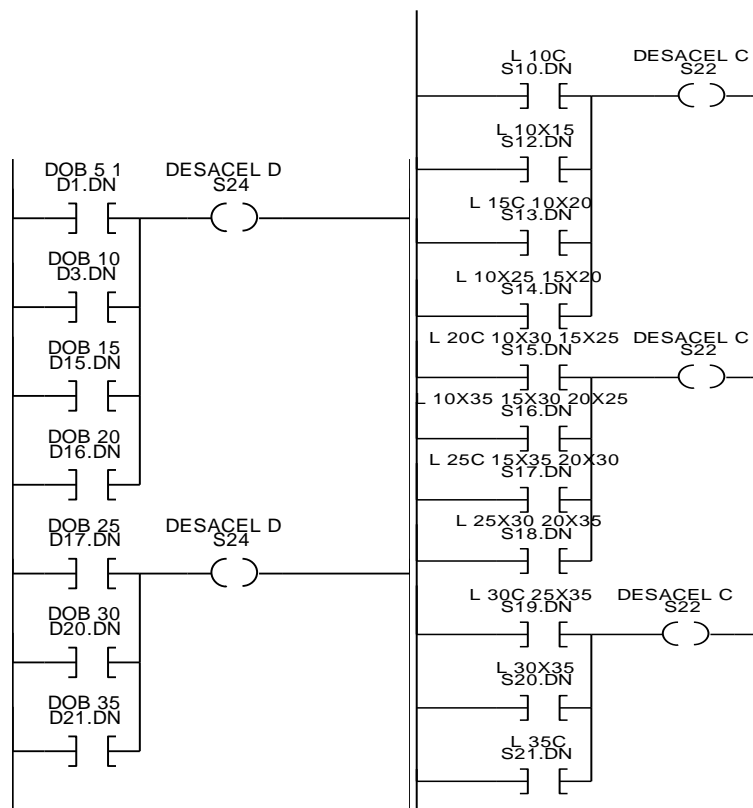 DOB 5 1
D1.DN
DESACEL D
S24
DOB 10
D3.DN
DOB 15
D15.DN
DOB 20
D16.DN
DOB 25
D17.DN
DESACEL D
S24
DOB 30
D20.DN
DOB 35
D21.DN
L 10C
S10.DN
DESACEL C
S22
L 10X15
S12.DN
L 15C 10X20
S13.DN
L 10X25 15X20
S14.DN
L 20C 10X30 15X25
S15.DN
DESACEL C
S22
L 10X35 15X30 20X25
S16.DN
L 25C 15X35 20X30
S17.DN
L 25X30 20X35
S18.DN
L 30C 25X35
S19.DN
DESACEL C
S22
L 30X35
S20.DN
L 35C
S21.DN